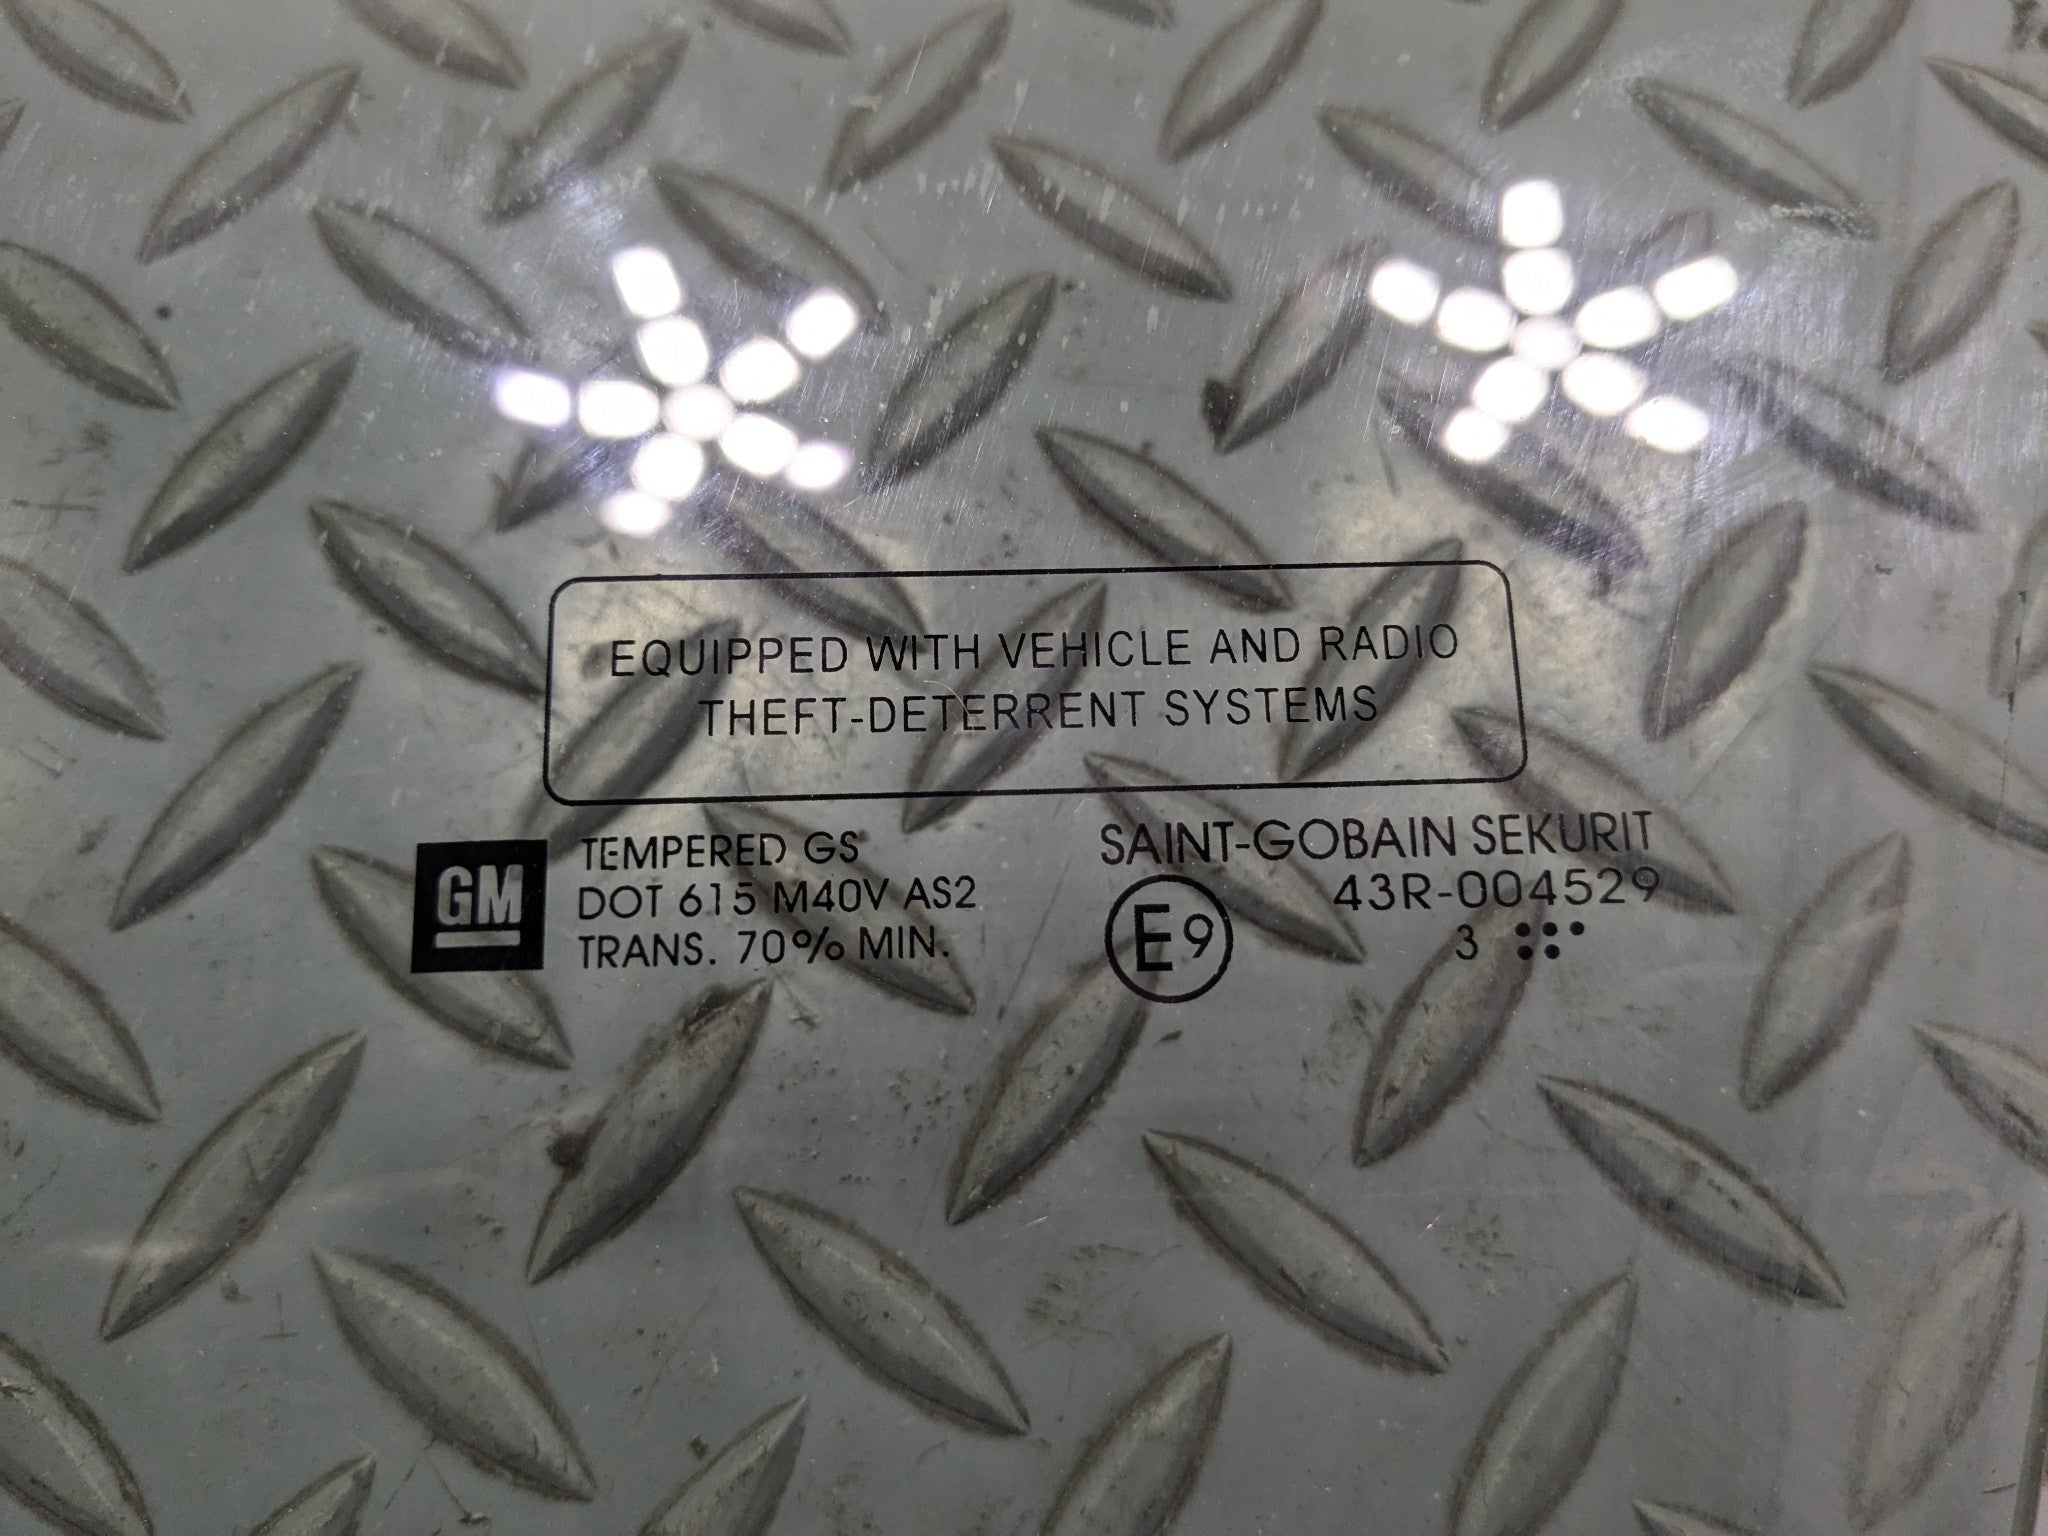 EQUIPPED WITH VEHICLE AND RADIO
THEFT-DETERRENT SYSTEMS
GM
TEMPERED GS
DOT 615 M40V AS2
TRANS. 70% MIN.
SAINT-GOBAIN SEKURIT
43R-004529
E9
3